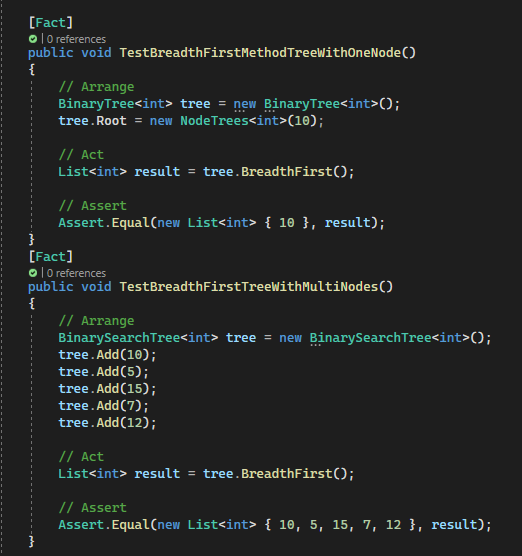 [Fact]
0 references
public void TestBreadthFirstMethodTreeWithOneNode()
{
// Arrange
BinaryTree<int> tree = new BinaryTree<int>();
tree.Root = new NodeTrees<int>(10);
// Act
List<int> result = tree.BreadthFirst();
// Assert
Assert.Equal(new List<int> { 10 }, result);
}
[Fact]
0 references
public void TestBreadthFirstTreeWithMultiNodes()
{
// Arrange
BinarySearchTree<int> tree = new BinarySearchTree<int>();
tree.Add(10);
tree.Add(5);
tree.Add(15);
tree.Add(7);
tree.Add(12);
// Act
List<int> result = tree.BreadthFirst();
// Assert
Assert.Equal(new List<int> { 10, 5, 15, 7, 12 }, result);
}